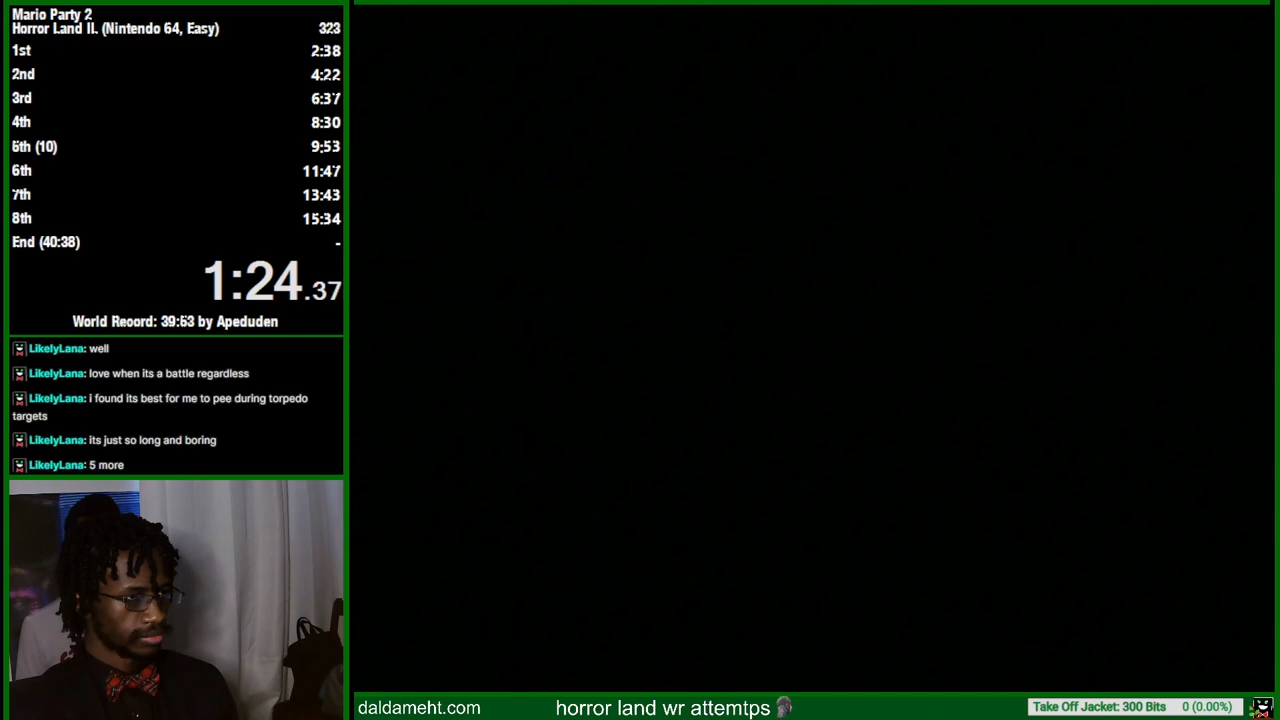 Mario Party 2
Horror Land II. (Nintendo 64, Easy) 323
1st 2:38
2nd 4:22
3rd 6:37
4th 8:30
5th (10) 9:53
6th 11:47
7th 13:43
8th 15:34
End (40:38) -
1:24.37
World Record: 39:53 by Apeduden
LikelyLana: well
LikelyLana: love when its a battle regardless
LikelyLana: i found its best for me to pee during torpedo
targets
LikelyLana: its just so long and boring
LikelyLana: 5 more
daldameht.com horror land wr attemtps Take Off Jacket: 300 Bits 0 (0.00%)